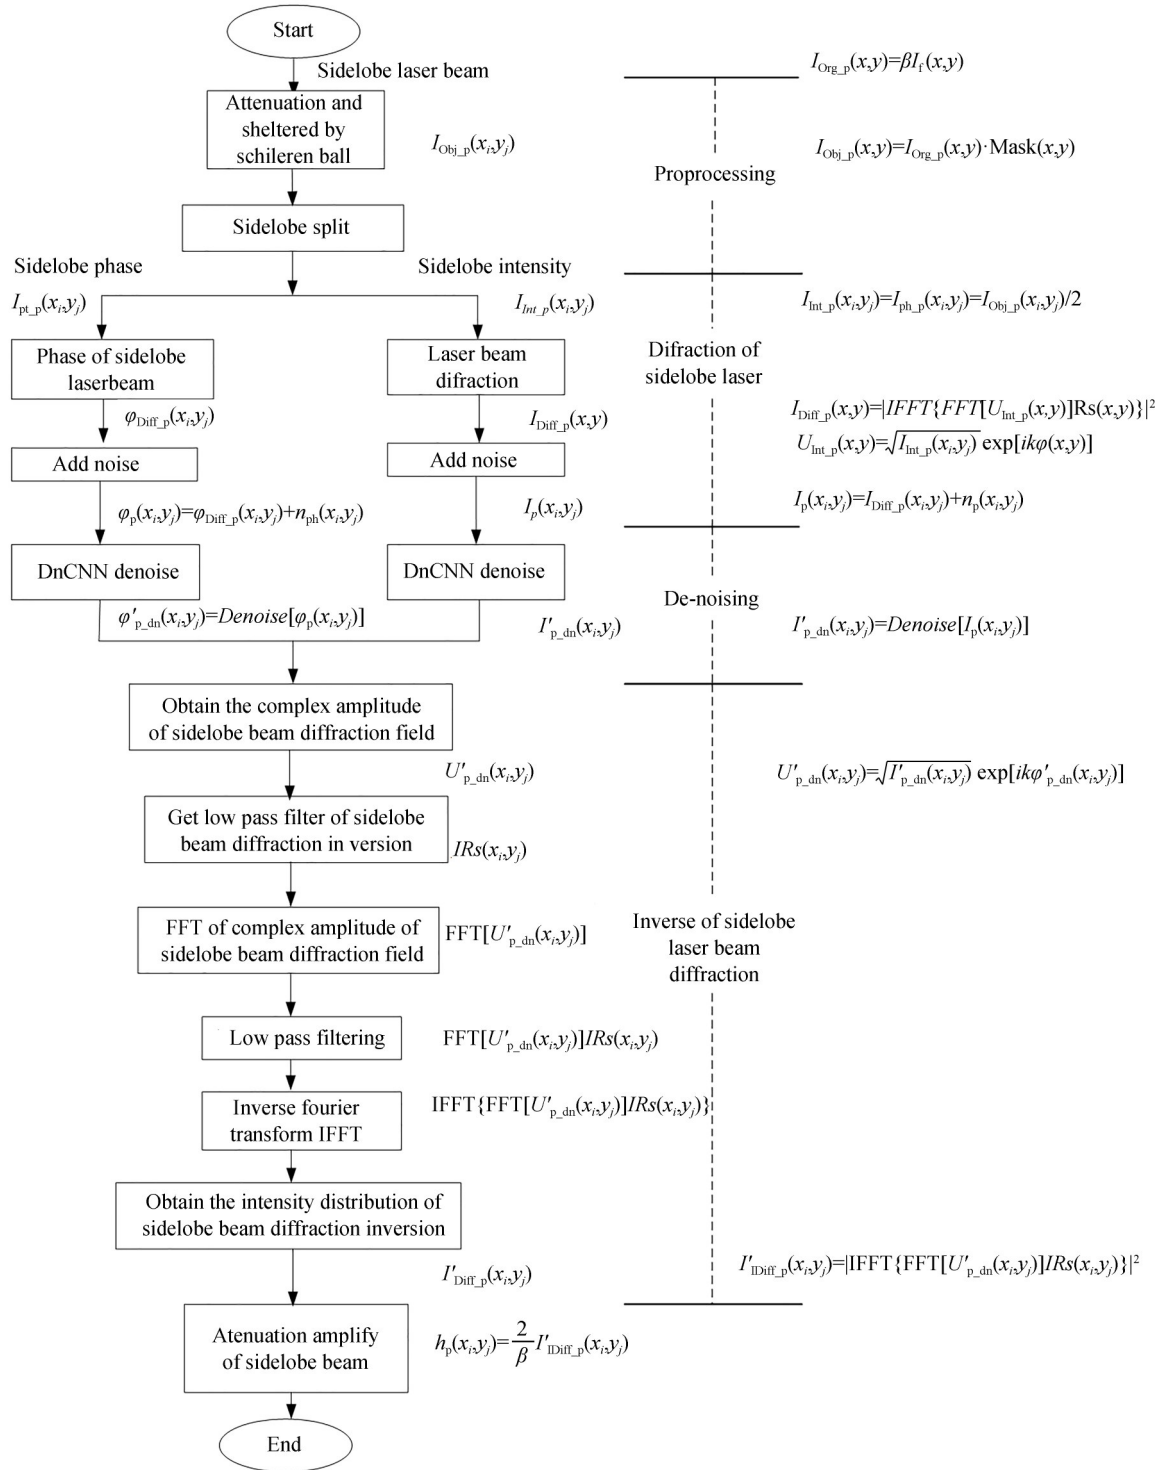 Start
Sidelobe laser beam
I_Org_p(x,y)=βI_f(x,y)
Attenuation and
sheltered by
schileren ball
I_Obj_p(x_i,y_j)
I_Obj_p(x,y)=I_Org_p(x,y)·Mask(x,y)
Proprocessing
Sidelobe split
Sidelobe phase
Sidelobe intensity
I_pt_p(x_i,y_j)
I_Int_p(x_i,y_j)
I_Int_p(x_i,y_j)=I_ph_p(x_i,y_j)=I_Obj_p(x_i,y_j)/2
Phase of sidelobe
laserbeam
Laser beam
difraction
Difraction of
sidelobe laser
φ_Diff_p(x_i,y_j)
I_Diff_p(x,y)
I_Diff_p(x,y)=|IFFT{FFT[U_Int_p(x,y)]Rs(x,y)}|²
U_Int_p(x,y)=√I_Int_p(x_i,y_j) exp[ikφ(x,y)]
Add noise
Add noise
φ_p(x_i,y_j)=φ_Diff_p(x_i,y_j)+n_ph(x_i,y_j)
I_p(x_i,y_j)
I_p(x_i,y_j)=I_Diff_p(x_i,y_j)+n_p(x_i,y_j)
DnCNN denoise
DnCNN denoise
De-noising
φ′_p_dn(x_i,y_j)=Denoise[φ_p(x_i,y_j)]
I′_p_dn(x_i,y_j)
I′_p_dn(x_i,y_j)=Denoise[I_p(x_i,y_j)]
Obtain the complex amplitude
of sidelobe beam diffraction field
U′_p_dn(x_i,y_j)
U′_p_dn(x_i,y_j)=√I′_p_dn(x_i,y_j) exp[ikφ′_p_dn(x_i,y_j)]
Get low pass filter of sidelobe
beam diffraction in version
IRs(x_i,y_j)
FFT of complex amplitude of
sidelobe beam diffraction field
FFT[U′_p_dn(x_i,y_j)]
Inverse of sidelobe
laser beam
diffraction
Low pass filtering
FFT[U′_p_dn(x_i,y_j)]IRs(x_i,y_j)
Inverse fourier
transform IFFT
IFFT{FFT[U′_p_dn(x_i,y_j)]IRs(x_i,y_j)}
Obtain the intensity distribution of
sidelobe beam diffraction inversion
I′_Diff_p(x_i,y_j)
I′_IDiff_p(x_i,y_j)=|IFFT{FFT[U′_p_dn(x_i,y_j)]IRs(x_i,y_j)}|²
Atenuation amplify
of sidelobe beam
h_p(x_i,y_j)=2/β I′_IDiff_p(x_i,y_j)
End